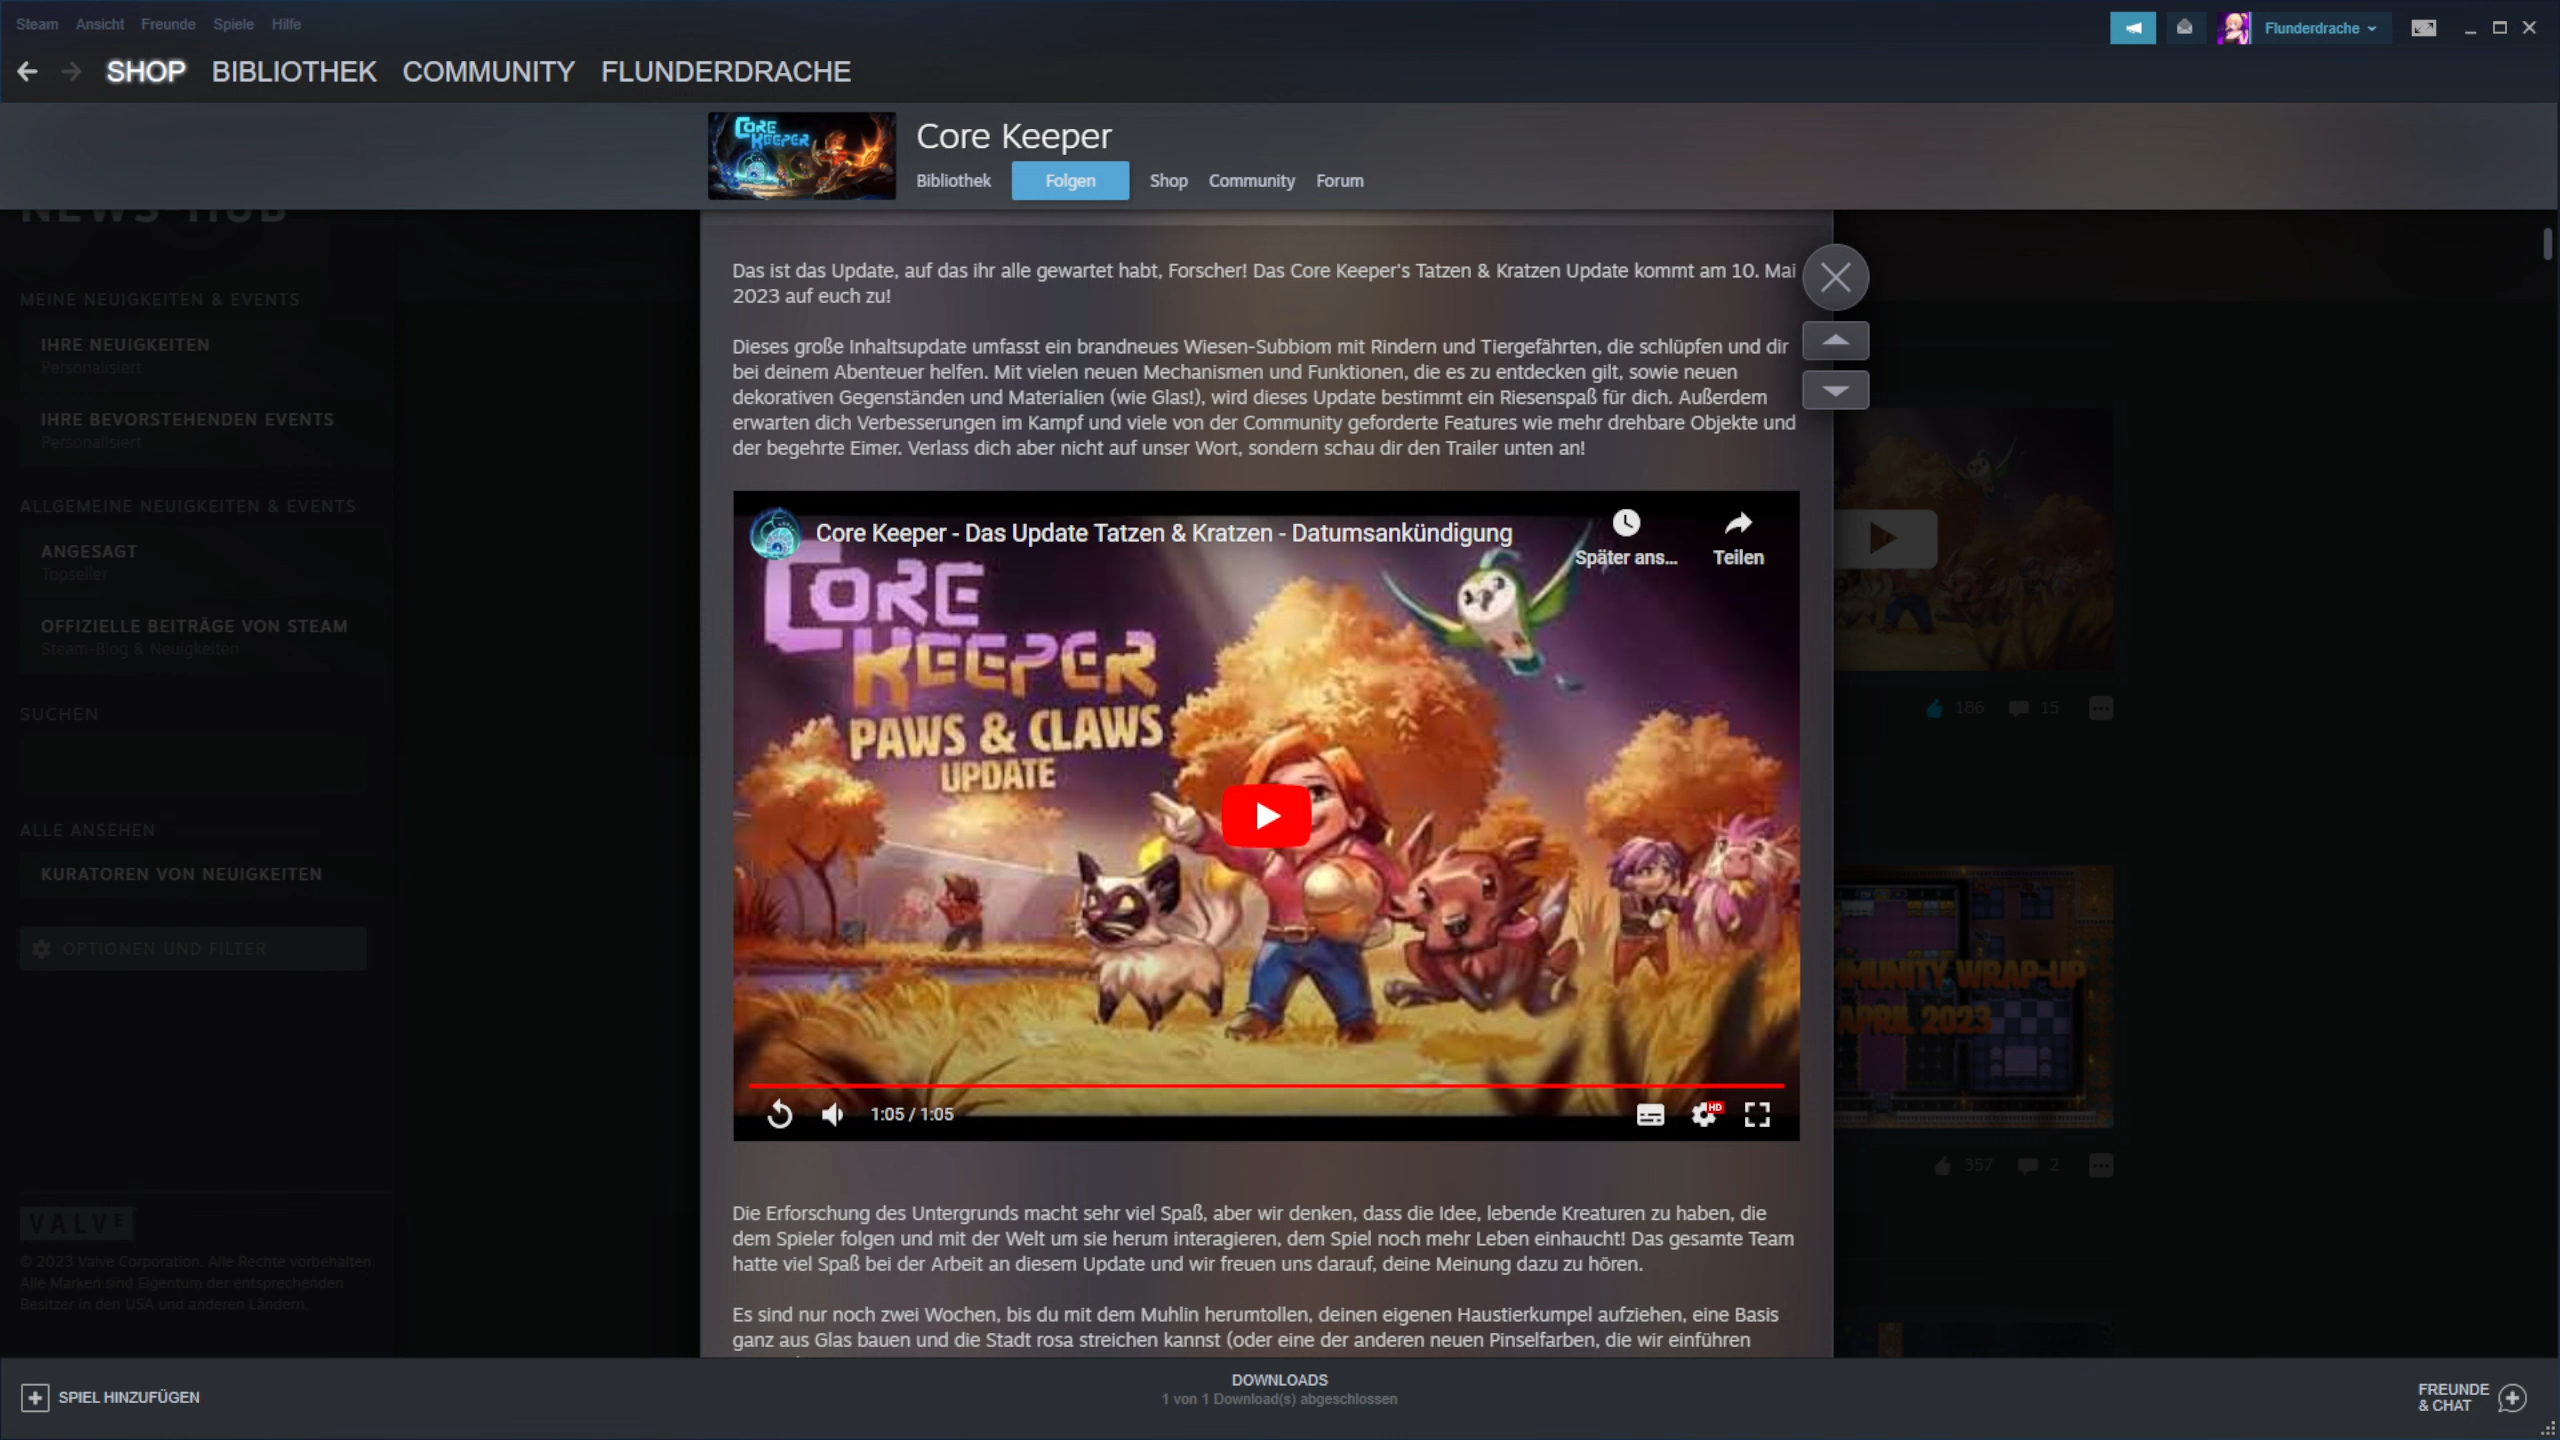 Steam Ansicht Freunde Spiele Hilfe
Flunderdrache
SHOP BIBLIOTHEK COMMUNITY FLUNDERDRACHE
CORE KEEPER
Core Keeper
Bibliothek Folgen Shop Community Forum
NEWS-HUB
MEINE NEUIGKEITEN & EVENTS
IHRE NEUIGKEITEN
Personalisiert
IHRE BEVORSTEHENDEN EVENTS
Personalisiert
ALLGEMEINE NEUIGKEITEN & EVENTS
ANGESAGT
Topseller
OFFIZIELLE BEITRÄGE VON STEAM
Steam-Blog & Neuigkeiten
SUCHEN
ALLE ANSEHEN
KURATOREN VON NEUIGKEITEN
OPTIONEN UND FILTER
VALVE
© 2023 Valve Corporation. Alle Rechte vorbehalten.
Alle Marken sind Eigentum der entsprechenden
Besitzer in den USA und anderen Ländern.
Das ist das Update, auf das ihr alle gewartet habt, Forscher! Das Core Keeper's Tatzen & Kratzen Update kommt am 10. Mai
2023 auf euch zu!
Dieses große Inhaltsupdate umfasst ein brandneues Wiesen-Subbiom mit Rindern und Tiergefährten, die schlüpfen und dir
bei deinem Abenteuer helfen. Mit vielen neuen Mechanismen und Funktionen, die es zu entdecken gilt, sowie neuen
dekorativen Gegenständen und Materialien (wie Glas!), wird dieses Update bestimmt ein Riesenspaß für dich. Außerdem
erwarten dich Verbesserungen im Kampf und viele von der Community geforderte Features wie mehr drehbare Objekte und
der begehrte Eimer. Verlass dich aber nicht auf unser Wort, sondern schau dir den Trailer unten an!
Core Keeper - Das Update Tatzen & Kratzen - Datumsankündigung
Später ans...
Teilen
CORE
KEEPER
PAWS & CLAWS
UPDATE
1:05 / 1:05
HD
Die Erforschung des Untergrunds macht sehr viel Spaß, aber wir denken, dass die Idee, lebende Kreaturen zu haben, die
dem Spieler folgen und mit der Welt um sie herum interagieren, dem Spiel noch mehr Leben einhaucht! Das gesamte Team
hatte viel Spaß bei der Arbeit an diesem Update und wir freuen uns darauf, deine Meinung dazu zu hören.
Es sind nur noch zwei Wochen, bis du mit dem Muhlin herumtollen, deinen eigenen Haustierkumpel aufziehen, eine Basis
ganz aus Glas bauen und die Stadt rosa streichen kannst (oder eine der anderen neuen Pinselfarben, die wir einführen
186 15
WRAP-UP
APRIL 2023
357 2
SPIEL HINZUFÜGEN
DOWNLOADS
1 von 1 Download(s) abgeschlossen
FREUNDE
& CHAT